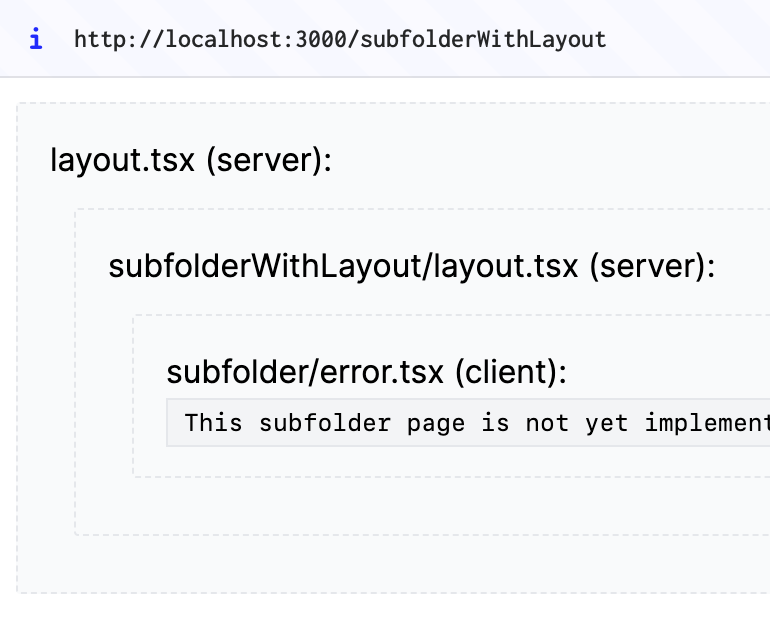 i http://localhost:3000/subfolderWithLayout
layout.tsx (server):
subfolderWithLayout/layout.tsx (server):
subfolder/error.tsx (client):
This subfolder page is not yet implement